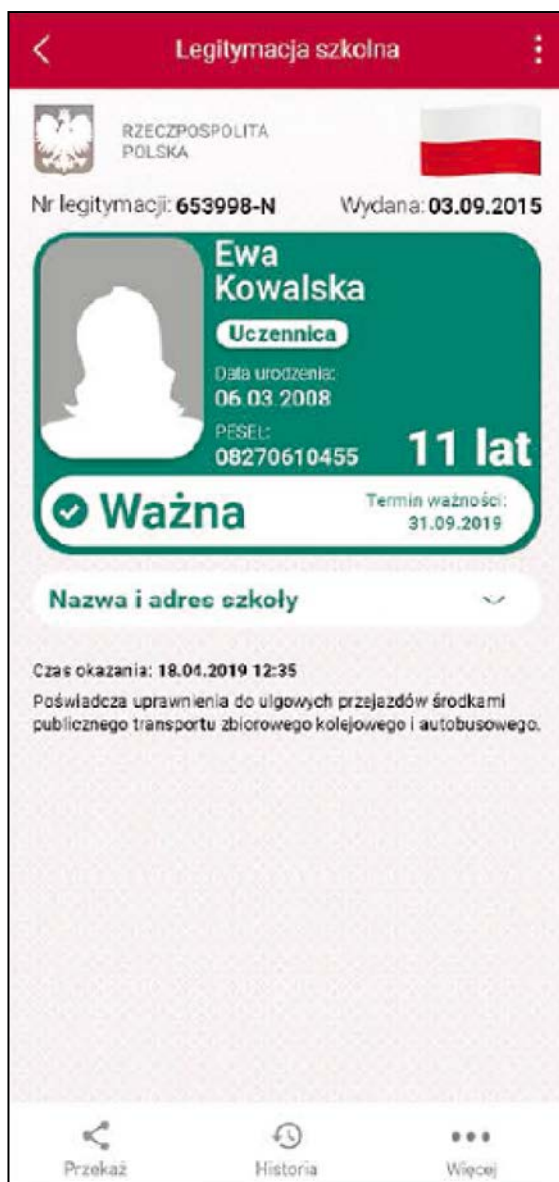 Legitymacja szkolna
RZECZPOSPOLITA
POLSKA
Nr legitymacji: 653998-N Wydana: 03.09.2015
Ewa
Kowalska
Uczennica
Data urodzenia:
06.03.2008
PESEL:
08270610455
11 lat
Ważna
Termin ważności:
31.09.2019
Nazwa i adres szkoły
Czas okazania: 18.04.2019 12:35
Poświadcza uprawnienia do ulgowych przejazdów środkami
publicznego transportu zbiorowego kolejowego i autobusowego.
Przekaż Historia Więcej